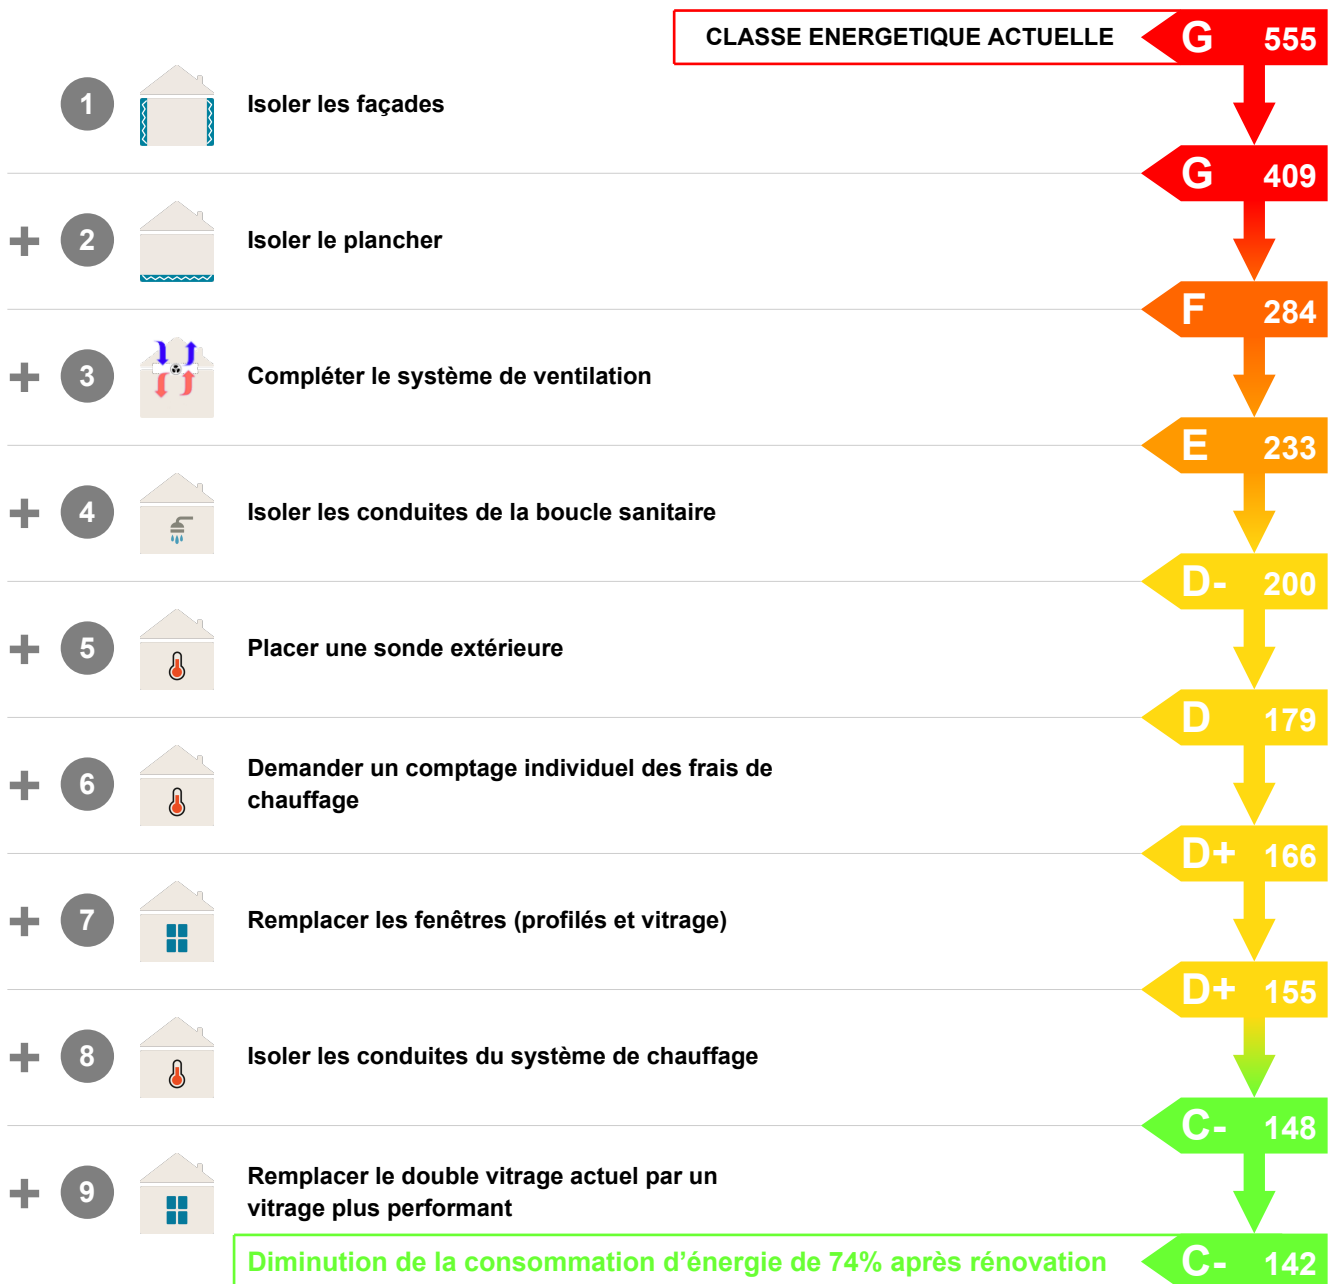 CLASSE ENERGETIQUE ACTUELLE G 555
1 Isoler les façades
G 409
+ 2 Isoler le plancher
F 284
+ 3 Compléter le système de ventilation
E 233
+ 4 Isoler les conduites de la boucle sanitaire
D- 200
+ 5 Placer une sonde extérieure
D 179
+ 6 Demander un comptage individuel des frais de
chauffage
D+ 166
+ 7 Remplacer les fenêtres (profilés et vitrage)
D+ 155
+ 8 Isoler les conduites du système de chauffage
C- 148
+ 9 Remplacer le double vitrage actuel par un
vitrage plus performant
Diminution de la consommation d’énergie de 74% après rénovation C- 142